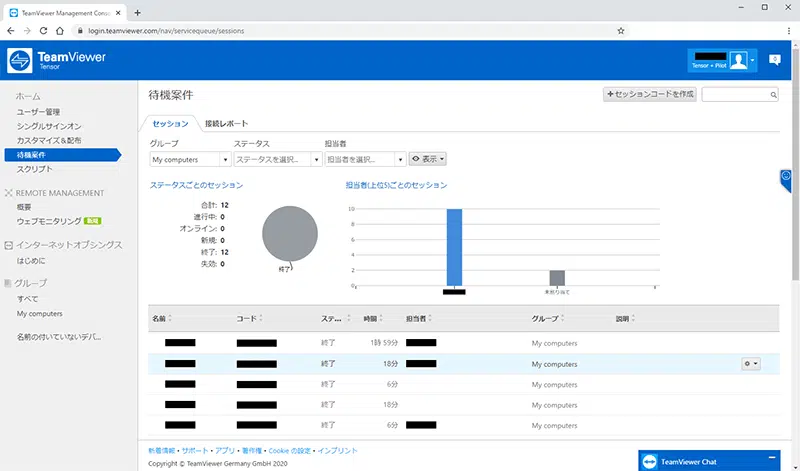 TeamViewer Management Conso
login.teamviewer.com/nav/servicequeue/sessions
TeamViewer
Tensor
Tensor + Pilot
ホーム
ユーザー管理
シングルサインオン
カスタマイズ＆配布
待機案件
スクリプト
REMOTE MANAGEMENT
概要
ウェブモニタリング 新規
インターネットオブシングス
はじめに
グループ
すべて
My computers
名前の付いていないデバ...
待機案件
+セッションコードを作成
セッション 接続レポート
グループ ステータス 担当者
My computers ステータスを選択... 担当者を選択... 表示
ステータスごとのセッション
合計: 12
進行中: 0
オンライン: 0
新規: 0
終了: 12
失効: 0
終了
担当者(上位5)ごとのセッション
10
8
6
4
2
0
未割り当て
名前 コード ステ... 時間 担当者 グループ 説明
終了 1時 59分 My computers
終了 18分 My computers
終了 6分 My computers
終了 18分 My computers
終了 6分 My computers
新着情報・サポート・アプリ・著作権・Cookie の設定・インプリント
Copyright © TeamViewer Germany GmbH 2020
TeamViewer Chat